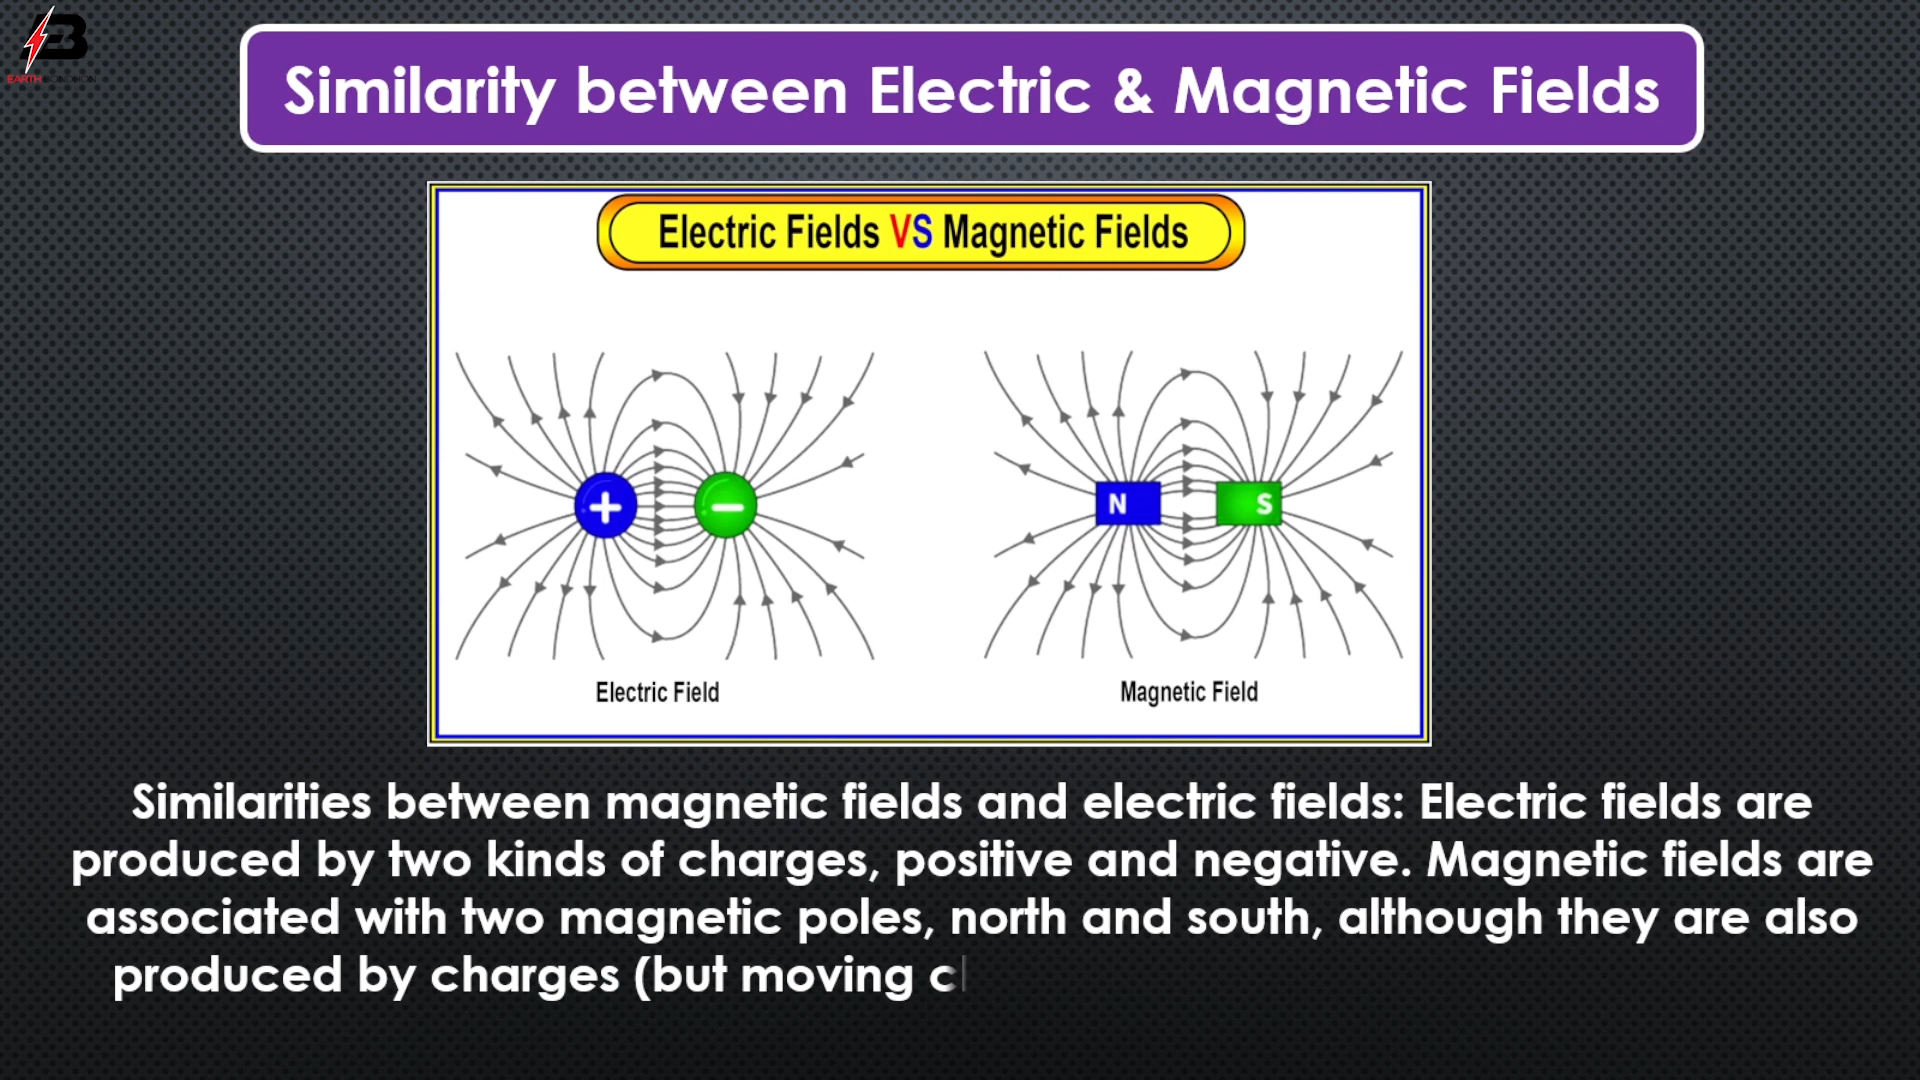 EARTH BONDHON
Similarity between Electric & Magnetic Fields
Electric Fields VS Magnetic Fields
+ −
N S
Electric Field
Magnetic Field
Similarities between magnetic fields and electric fields: Electric fields are
produced by two kinds of charges, positive and negative. Magnetic fields are
associated with two magnetic poles, north and south, although they are also
produced by charges (but moving c